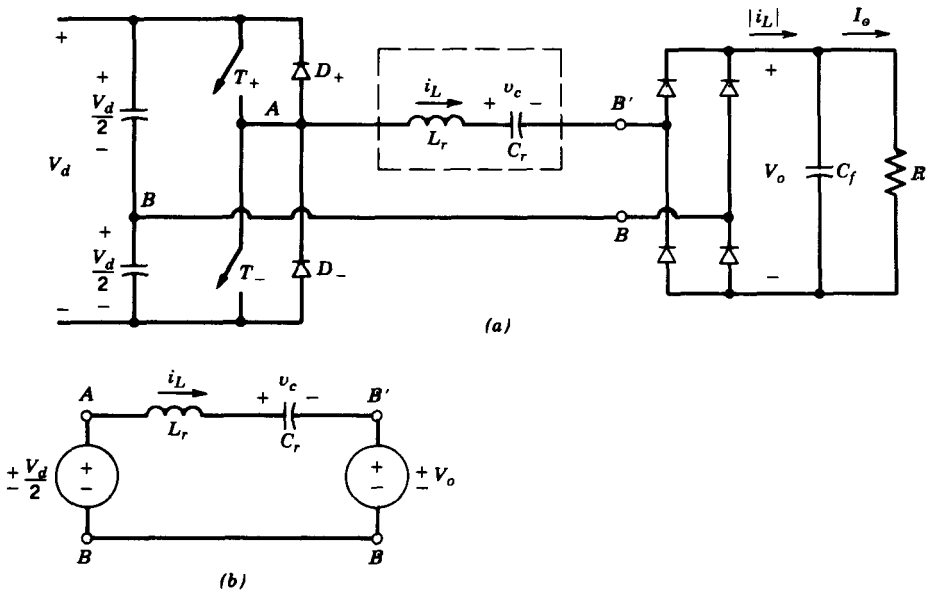 +
+
V_d/2
−
V_d
B
+
V_d/2
−
−
T_+
D_+
A
T_−
D_−
i_L
+ v_c −
L_r
C_r
B′
B
|i_L|
I_o
+
V_o
−
C_f
R
(a)
A
i_L
+ v_c −
B′
L_r
C_r
± V_d/2
+
−
+
−
± V_o
B
B
(b)